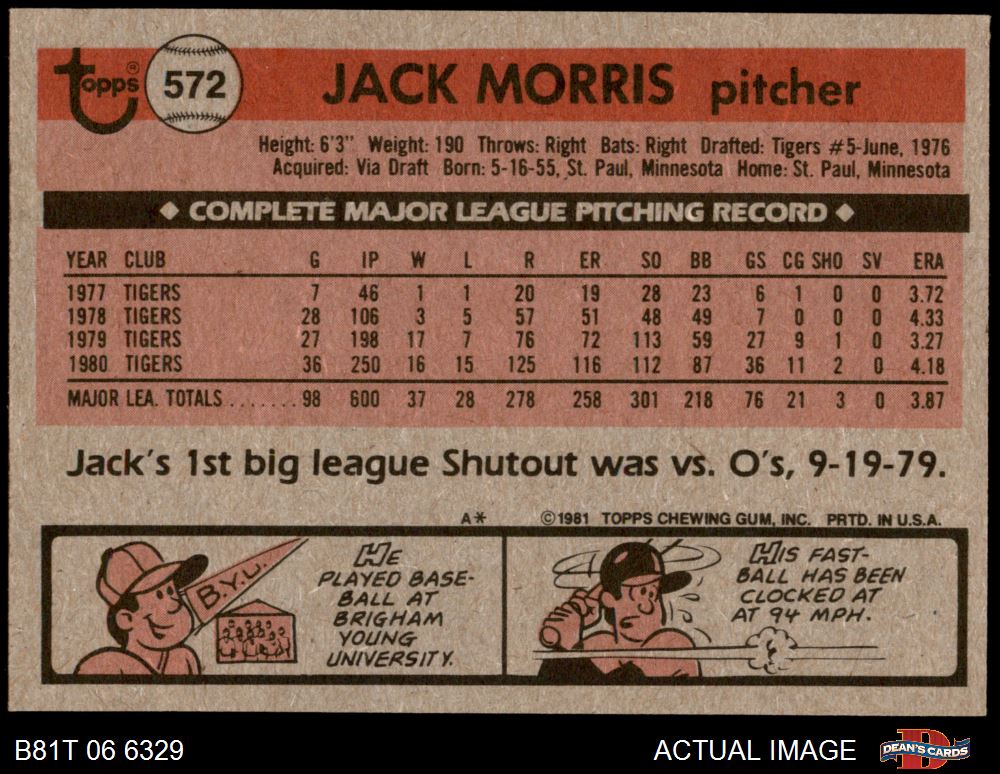 topps ® 572 JACK MORRIS pitcher
Height: 6'3" Weight: 190 Throws: Right Bats: Right Drafted: Tigers #5-June, 1976
Acquired: Via Draft Born: 5-16-55, St. Paul, Minnesota Home: St. Paul, Minnesota
◆ COMPLETE MAJOR LEAGUE PITCHING RECORD ◆
YEAR CLUB G IP W L R ER SO BB GS CG SHO SV ERA
1977 TIGERS 7 46 1 1 20 19 28 23 6 1 0 0 3.72
1978 TIGERS 28 106 3 5 57 51 48 49 7 0 0 0 4.33
1979 TIGERS 27 198 17 7 76 72 113 59 27 9 1 0 3.27
1980 TIGERS 36 250 16 15 125 116 112 87 36 11 2 0 4.18
MAJOR LEA. TOTALS ....... 98 600 37 28 278 258 301 218 76 21 3 0 3.87
Jack's 1st big league Shutout was vs. O's, 9-19-79.
A* ©1981 TOPPS CHEWING GUM, INC. PRTD. IN U.S.A.
B.Y.U.
HE
PLAYED BASE-
BALL AT
BRIGHAM
YOUNG
UNIVERSITY.
HIS FAST-
BALL HAS BEEN
CLOCKED AT
AT 94 MPH.
B81T 06 6329 ACTUAL IMAGE DEAN'S CARDS